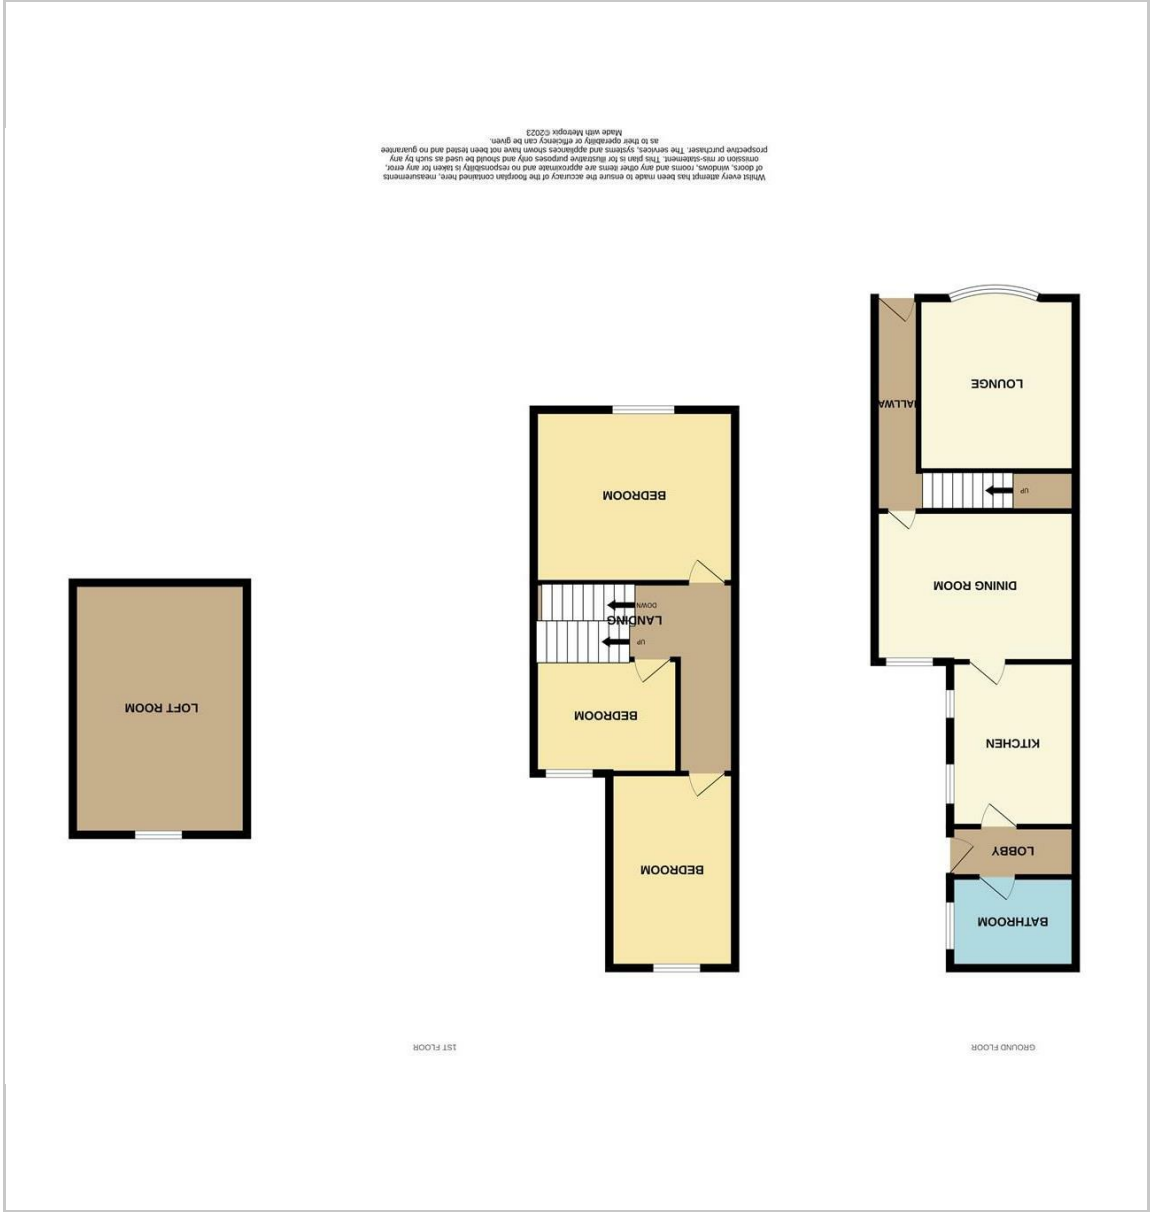 GROUND FLOOR
1ST FLOOR
BATHROOM
LOBBY
KITCHEN
DINING ROOM
UP
LOUNGE
HALLWAY
BEDROOM
BEDROOM
UP
LANDING
DOWN
BEDROOM
LOFT ROOM
Whilst every attempt has been made to ensure the accuracy of the floorplan contained here, measurements
of doors, windows, rooms and any other items are approximate and no responsibility is taken for any error,
omission or mis-statement. This plan is for illustrative purposes only and should be used as such by any
prospective purchaser. The services, systems and appliances shown have not been tested and no guarantee
as to their operability or efficiency can be given.
Made with Metropix ©2023